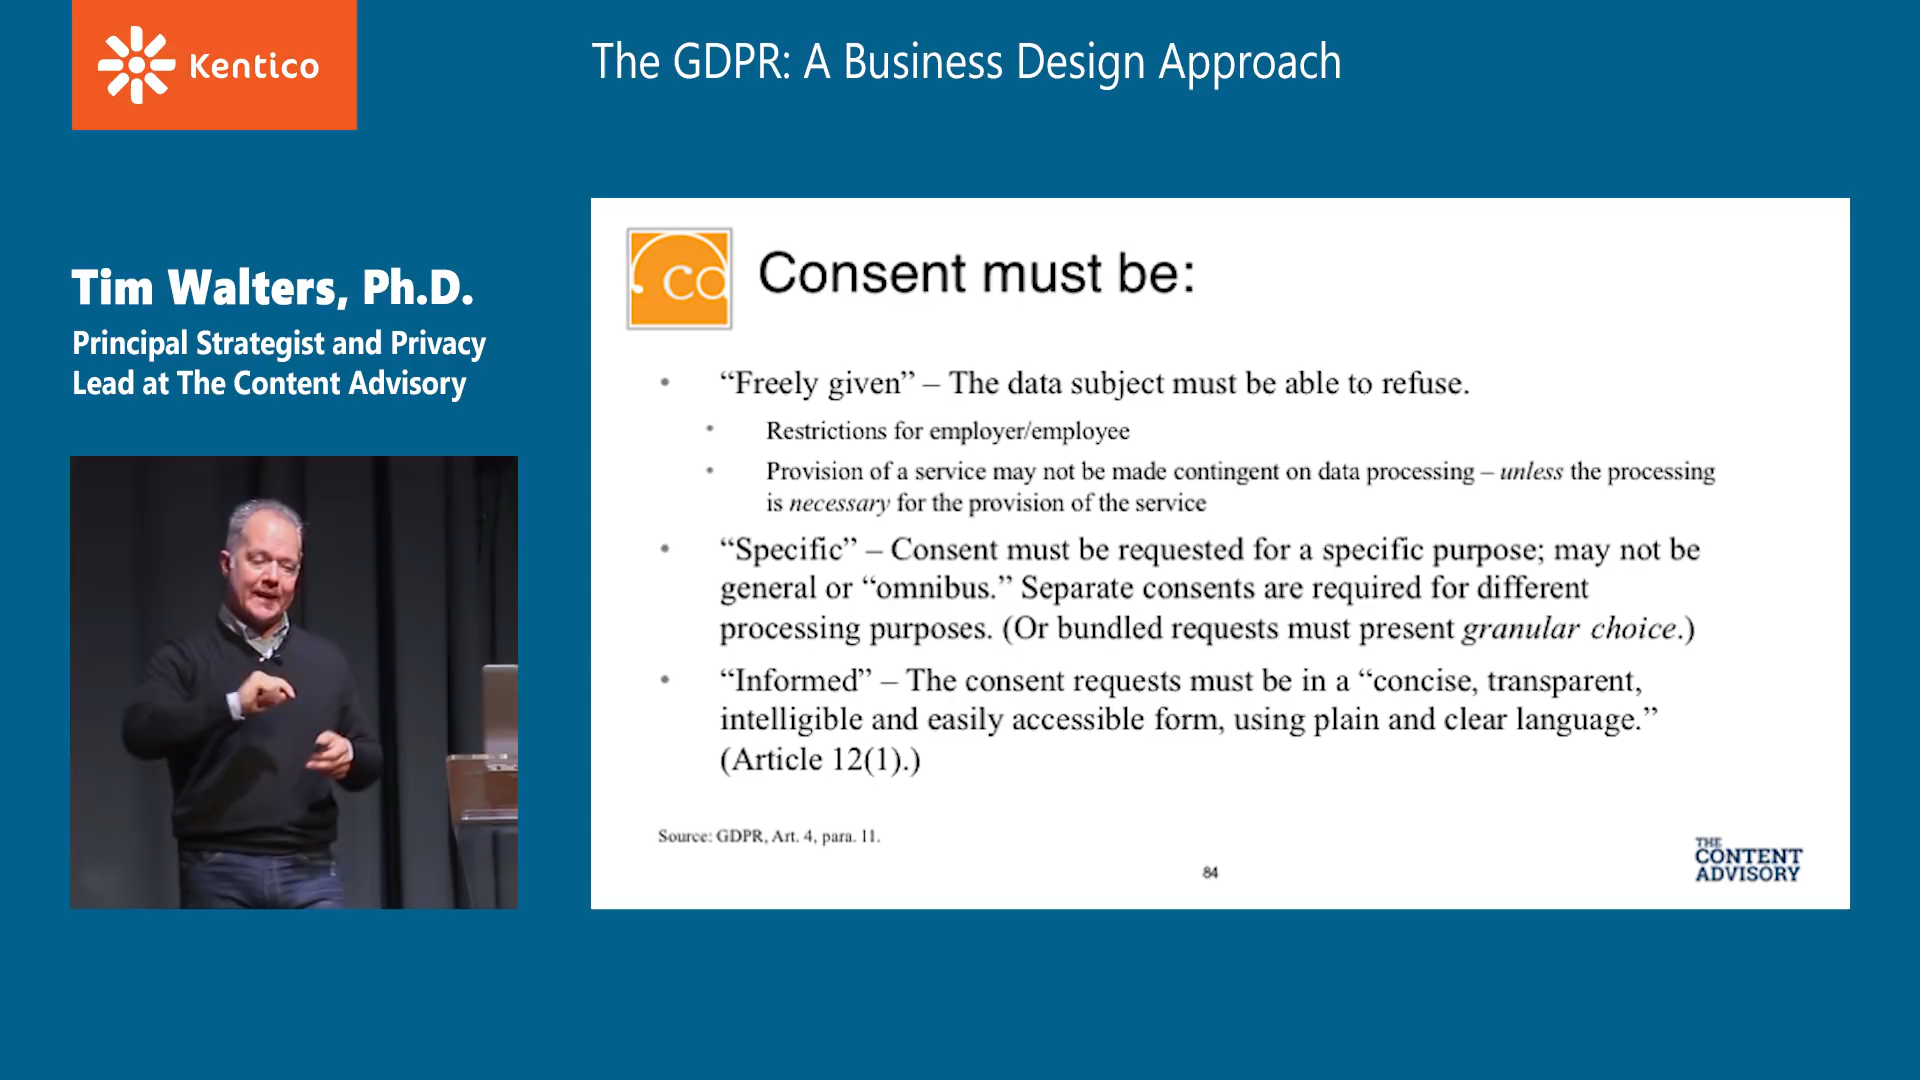 Kentico
The GDPR: A Business Design Approach
Tim Walters, Ph.D.
Principal Strategist and Privacy
Lead at The Content Advisory
.ca
Consent must be:
• “Freely given” – The data subject must be able to refuse.
• Restrictions for employer/employee
• Provision of a service may not be made contingent on data processing – unless the processing
is necessary for the provision of the service
• “Specific” – Consent must be requested for a specific purpose; may not be
general or “omnibus.” Separate consents are required for different
processing purposes. (Or bundled requests must present granular choice.)
• “Informed” – The consent requests must be in a “concise, transparent,
intelligible and easily accessible form, using plain and clear language.”
(Article 12(1).)
Source: GDPR, Art. 4, para. 11.
84
THE
CONTENT
ADVISORY